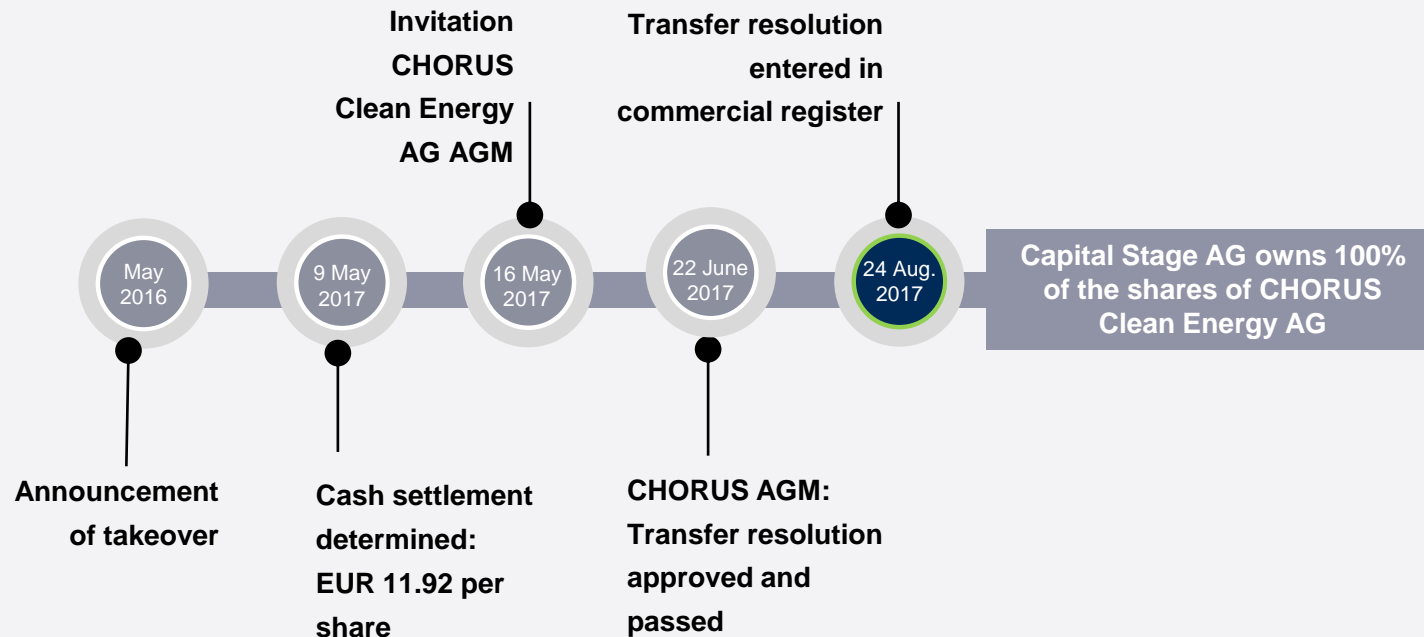 Invitation
CHORUS
Clean Energy
AG AGM
Transfer resolution
entered in
commercial register
May
2016
9 May
2017
16 May
2017
22 June
2017
24 Aug.
2017
Capital Stage AG owns 100%
of the shares of CHORUS
Clean Energy AG
Announcement
of takeover
Cash settlement
determined:
EUR 11.92 per
share
CHORUS AGM:
Transfer resolution
approved and
passed